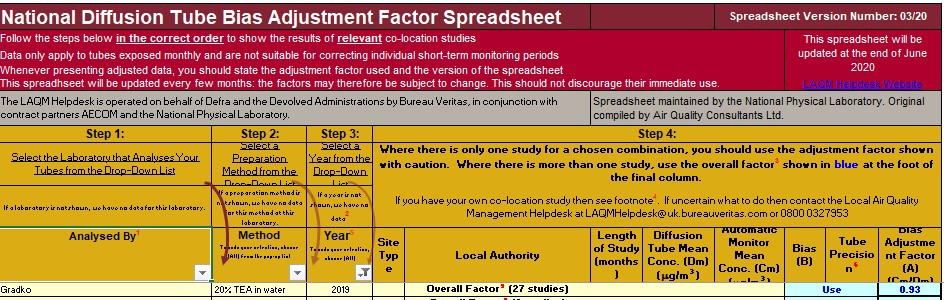 National Diffusion Tube Bias Adjustment Factor Spreadsheet
Spreadsheet Version Number: 03/20
Follow the steps below in the correct order to show the results of relevant co-location studies
Data only apply to tubes exposed monthly and are not suitable for correcting individual short-term monitoring periods
Whenever presenting adjusted data, you should state the adjustment factor used and the version of the spreadsheet
This spreadhseet will be updated every few months: the factors may therefore be subject to change. This should not discourage their immediate use.
This spreadsheet will be
updated at the end of June
2020
LAQM Helpdesk Website
The LAQM Helpdesk is operated on behalf of Defra and the Devolved Administrations by Bureau Veritas, in conjunction with
contract partners AECOM and the National Physical Laboratory.
Spreadsheet maintained by the National Physical Laboratory. Original
compiled by Air Quality Consultants Ltd.
Step 1:
Step 2:
Step 3:
Step 4:
Select the Laboratory that Analyses Your
Tubes from the Drop-Down List
Select a
Preparation
Method from the
Drop-Down List
Select a
Year from the
Drop-Down
List
Where there is only one study for a chosen combination, you should use the adjustment factor shown
with caution. Where there is more than one study, use the overall factor³ shown in blue at the foot of
the final column.
If a laboratory is not shown, we have no data for this laboratory.
If a preparation method is
not shown, we have no data
for this method at this
laboratory.
If a year is not
shown, we have no
data ²
If you have your own co-location study then see footnote⁴. If uncertain what to do then contact the Local Air Quality
Management Helpdesk at LAQMHelpdesk@uk.bureauveritas.com or 0800 0327953
Analysed By¹
Method
To undo your selection, choose
(All) from the pop-up list
Year⁵
To undo your selection,
choose (All)
Site
Typ
e
Local Authority
Length
of Study
(months
)
Diffusion
Tube Mean
Conc. (Dm)
(μg/m³)
Automatic
Monitor
Mean
Conc. (Cm)
(μg/m³)
Bias
(B)
Tube
Precisio
n⁶
Bias
Adjustme
nt Factor
(A)
(Cm/Dm)
Gradko
20% TEA in water
2019
Overall Factor³ (27 studies)
Use
0.93